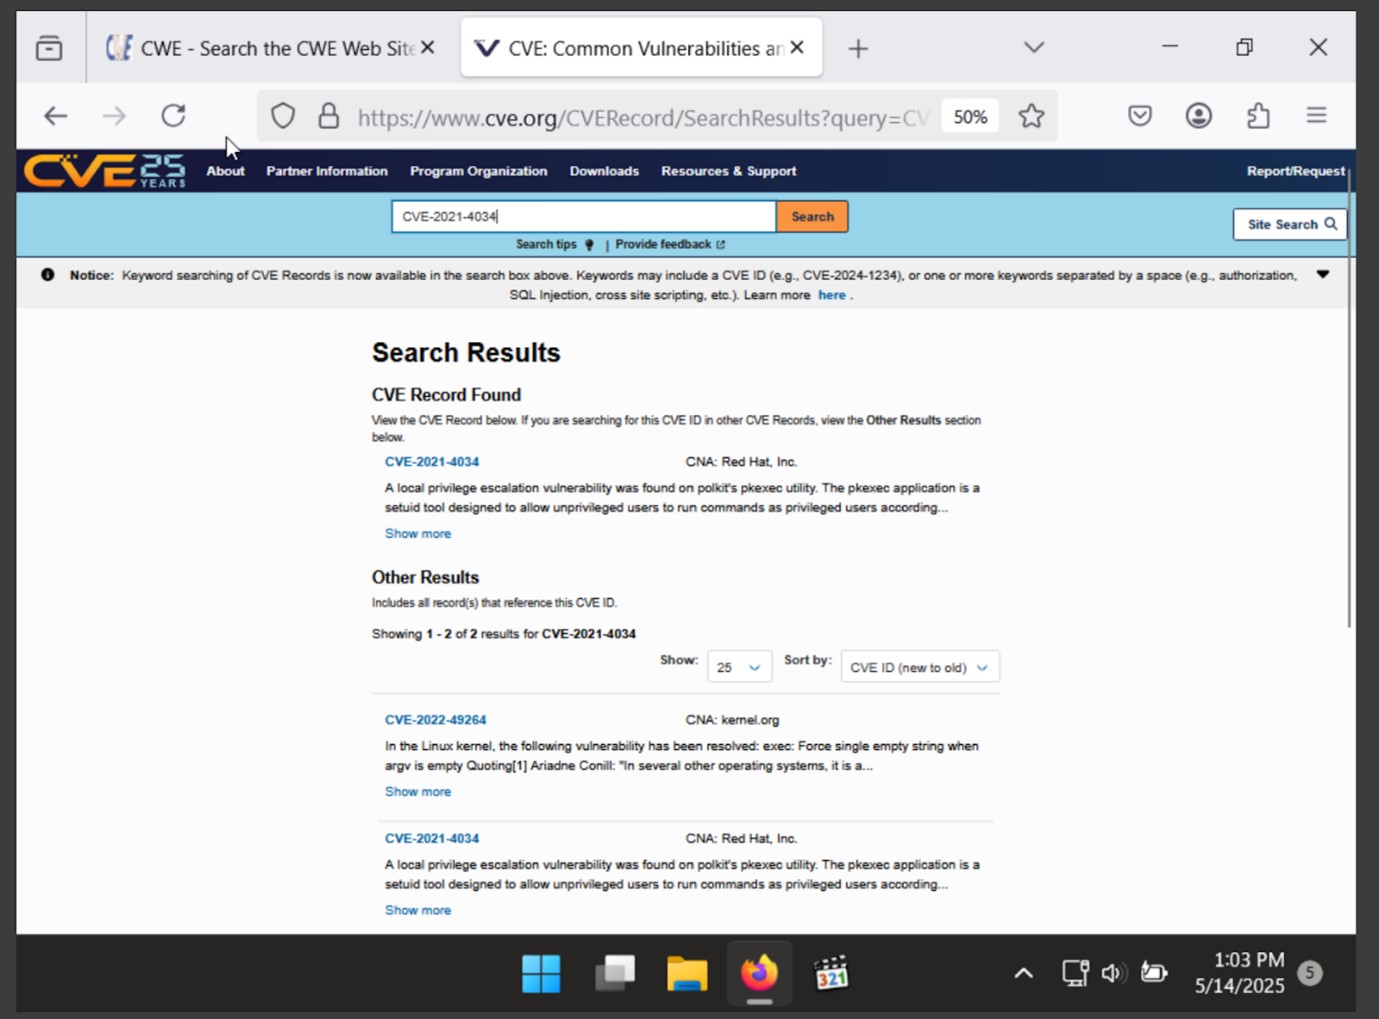 CWE - Search the CWE Web Site
CVE: Common Vulnerabilities an
https://www.cve.org/CVERecord/SearchResults?query=CV
50%
CVE 25 YEARS
About
Partner Information
Program Organization
Downloads
Resources & Support
Report/Request
CVE-2021-4034
Search
Site Search
Search tips | Provide feedback
Notice: Keyword searching of CVE Records is now available in the search box above. Keywords may include a CVE ID (e.g., CVE-2024-1234), or one or more keywords separated by a space (e.g., authorization,
SQL Injection, cross site scripting, etc.). Learn more here .
Search Results
CVE Record Found
View the CVE Record below. If you are searching for this CVE ID in other CVE Records, view the Other Results section
below.
CVE-2021-4034 CNA: Red Hat, Inc.
A local privilege escalation vulnerability was found on polkit's pkexec utility. The pkexec application is a
setuid tool designed to allow unprivileged users to run commands as privileged users according...
Show more
Other Results
Includes all record(s) that reference this CVE ID.
Showing 1 - 2 of 2 results for CVE-2021-4034
Show: 25 Sort by: CVE ID (new to old)
CVE-2022-49264 CNA: kernel.org
In the Linux kernel, the following vulnerability has been resolved: exec: Force single empty string when
argv is empty Quoting[1] Ariadne Conill: "In several other operating systems, it is a...
Show more
CVE-2021-4034 CNA: Red Hat, Inc.
A local privilege escalation vulnerability was found on polkit's pkexec utility. The pkexec application is a
setuid tool designed to allow unprivileged users to run commands as privileged users according...
Show more
321
1:03 PM
5/14/2025
5